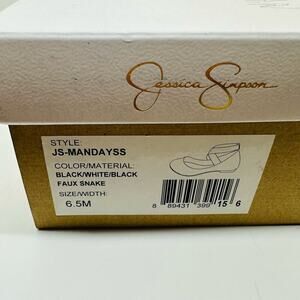 Jessica Simpson
STYLE:
JS-MANDAYSS
COLOR/MATERIAL
BLACK/WHITE/BLACK
FAUX SNAKE
SIZE/WIDTH:
6.5M
8 89431 399 15 6